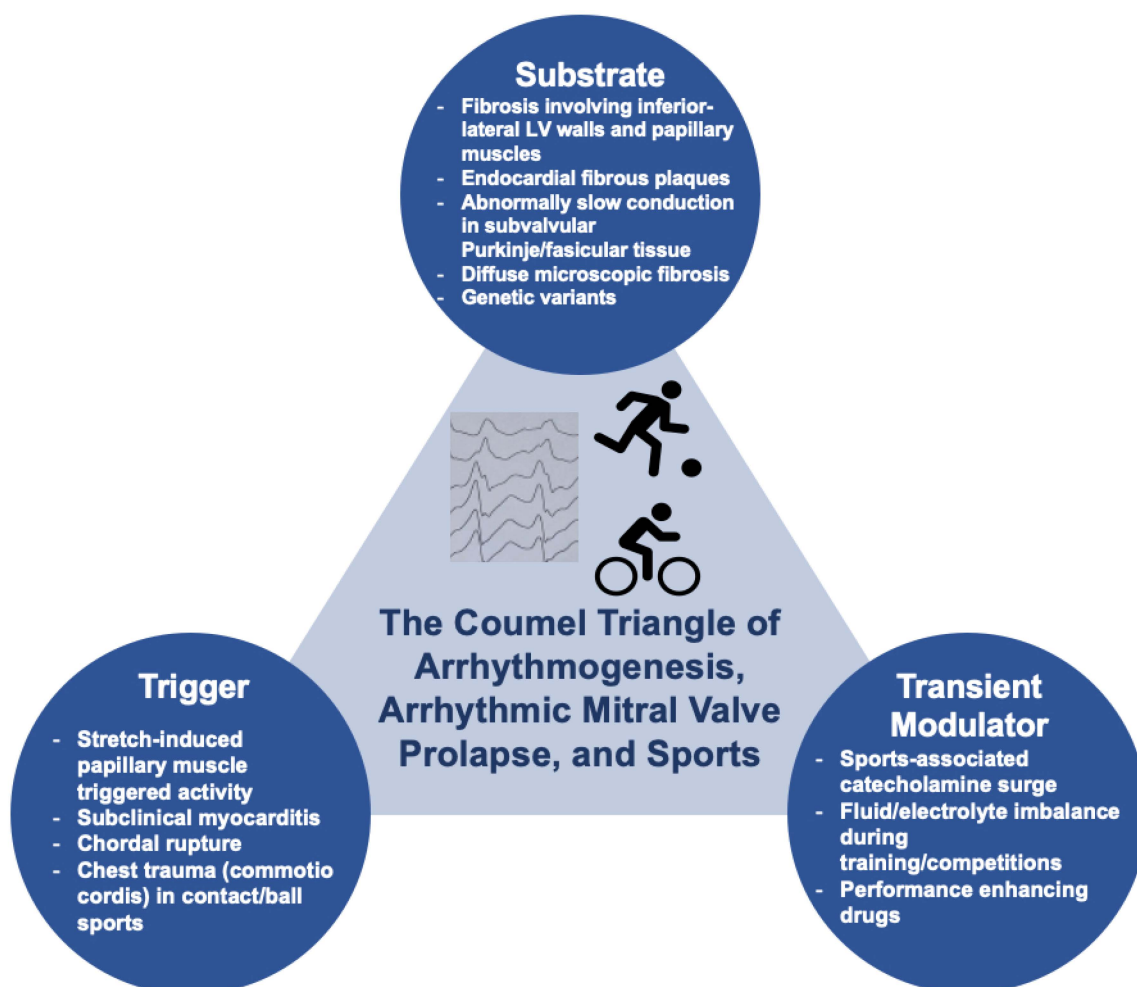 Substrate
- Fibrosis involving inferior-
lateral LV walls and papillary
muscles
- Endocardial fibrous plaques
- Abnormally slow conduction
in subvalvular
Purkinje/fasicular tissue
- Diffuse microscopic fibrosis
- Genetic variants
The Coumel Triangle of
Arrhythmogenesis,
Arrhythmic Mitral Valve
Prolapse, and Sports
Trigger
- Stretch-induced
papillary muscle
triggered activity
- Subclinical myocarditis
- Chordal rupture
- Chest trauma (commotio
cordis) in contact/ball
sports
Transient
Modulator
- Sports-associated
catecholamine surge
- Fluid/electrolyte imbalance
during
training/competitions
- Performance enhancing
drugs